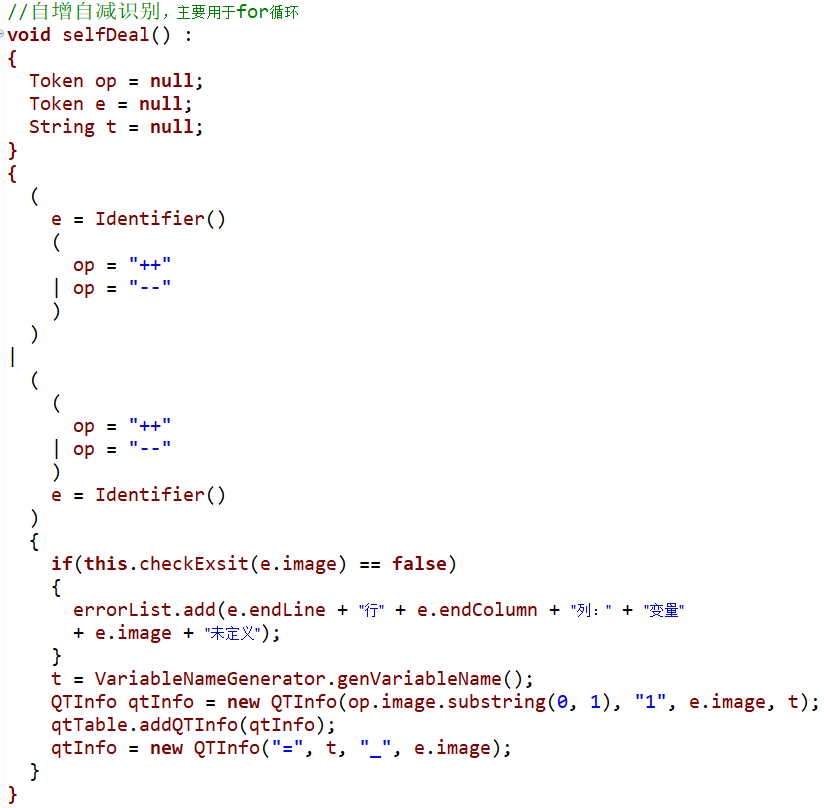 //自增自减识别，主要用于for循环
void selfDeal() :
{
  Token op = null;
  Token e = null;
  String t = null;
}
{
  (
    e = Identifier()
    (
      op = "++"
    | op = "--"
    )
  )
|
  (
    (
      op = "++"
    | op = "--"
    )
    e = Identifier()
  )
  {
    if(this.checkExsit(e.image) == false)
    {
      errorList.add(e.endLine + "行" + e.endColumn + "列：" + "变量"
      + e.image + "未定义");
    }
    t = VariableNameGenerator.genVariableName();
    QTInfo qtInfo = new QTInfo(op.image.substring(0, 1), "1", e.image, t);
    qtTable.addQTInfo(qtInfo);
    qtInfo = new QTInfo("=", t, "_", e.image);
  }
}